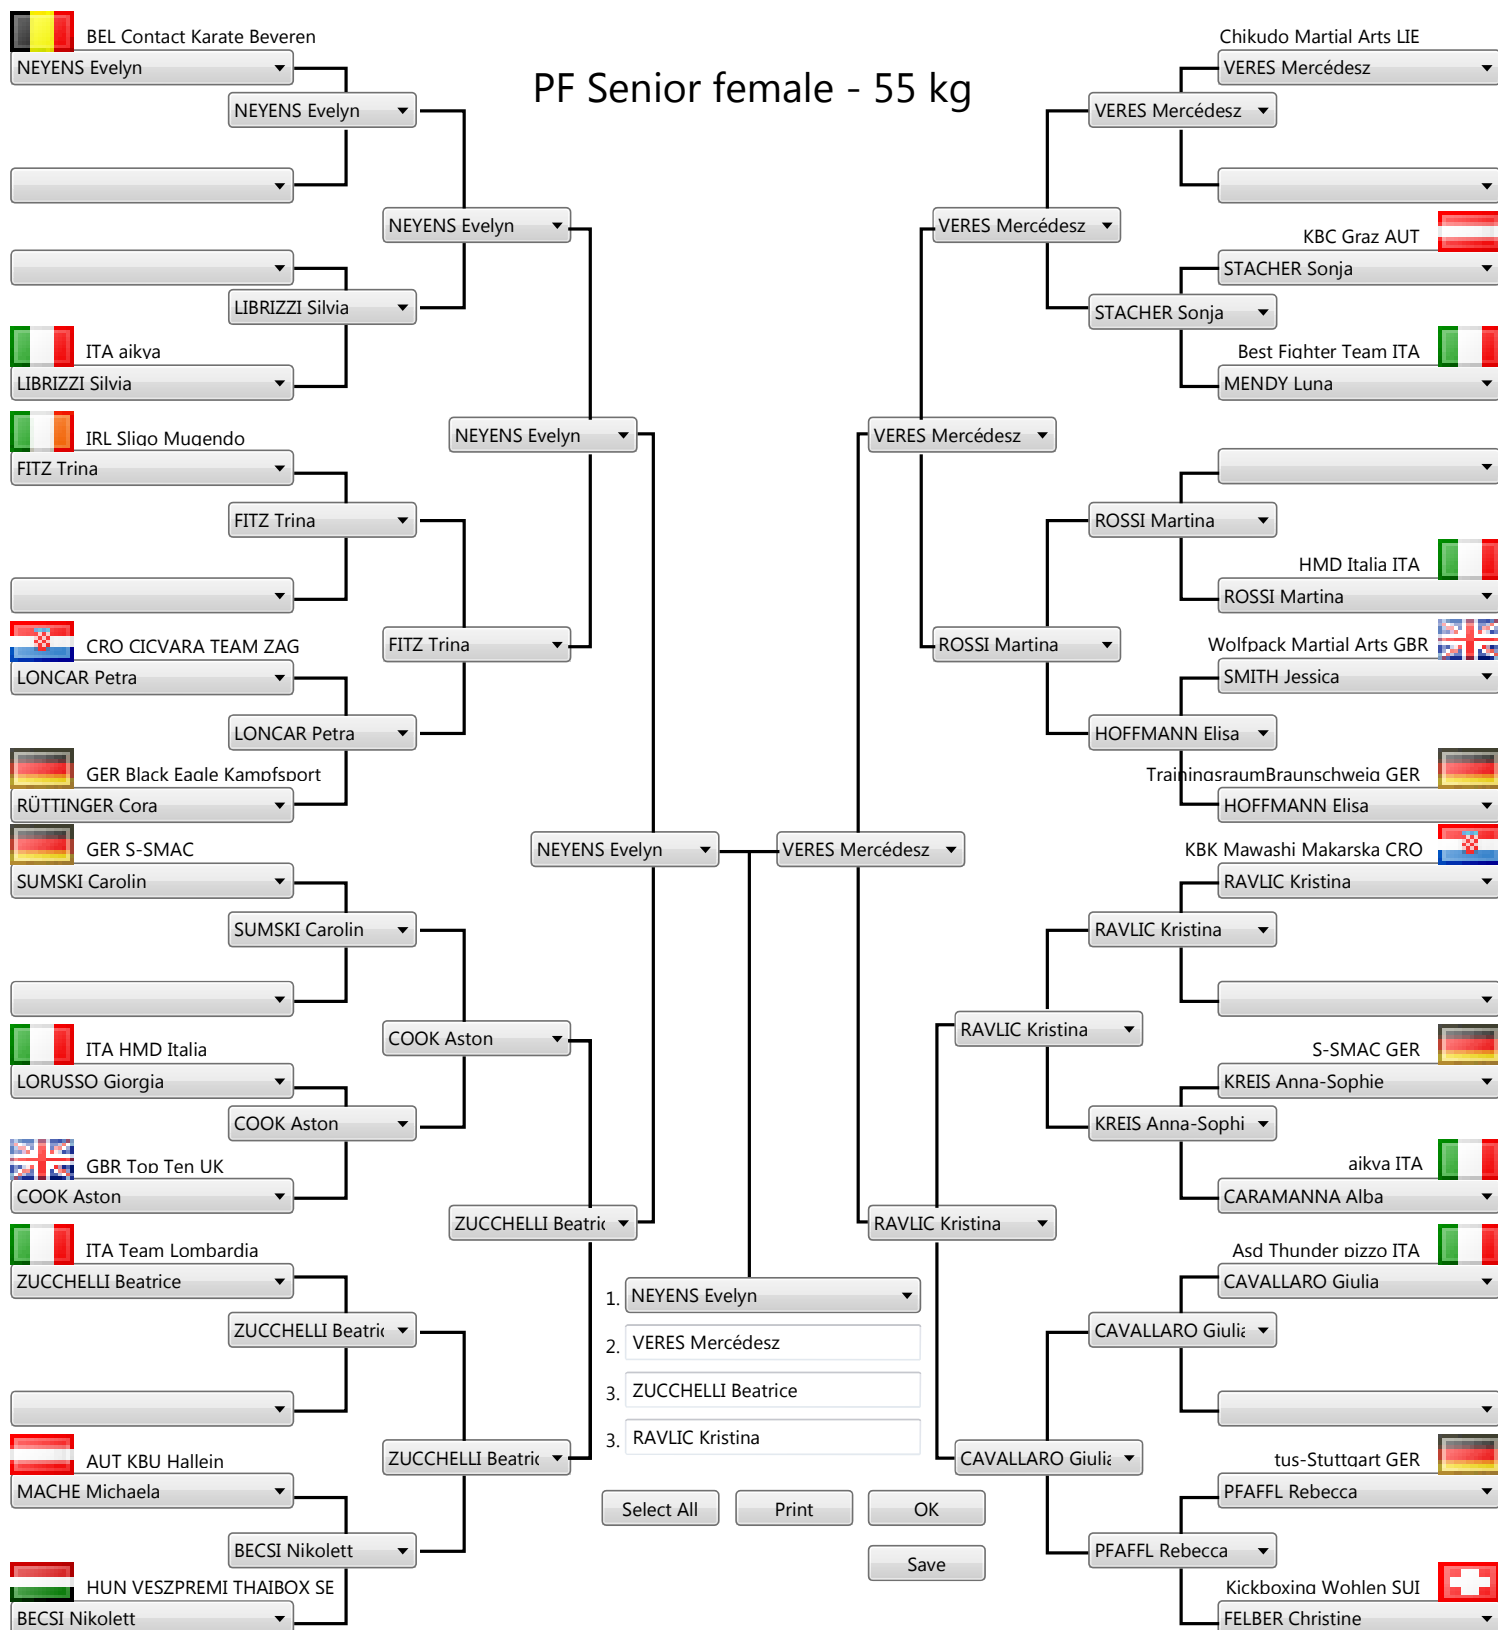 PF Senior female - 55 kg
BEL Contact Karate Beveren
NEYENS Evelyn
NEYENS Evelyn
NEYENS Evelyn
LIBRIZZI Silvia
ITA aikya
LIBRIZZI Silvia
IRL Sligo Mugendo
FITZ Trina
NEYENS Evelyn
FITZ Trina
CRO CICVARA TEAM ZAG
FITZ Trina
LONCAR Petra
LONCAR Petra
GER Black Eagle Kampfsport
RÜTTINGER Cora
GER S-SMAC
NEYENS Evelyn
SUMSKI Carolin
SUMSKI Carolin
COOK Aston
ITA HMD Italia
LORUSSO Giorgia
COOK Aston
GBR Top Ten UK
COOK Aston
ZUCCHELLI Beatric
ITA Team Lombardia
ZUCCHELLI Beatrice
ZUCCHELLI Beatric
ZUCCHELLI Beatric
AUT KBU Hallein
MACHE Michaela
BECSI Nikolett
HUN VESZPREMI THAIBOX SE
BECSI Nikolett
Chikudo Martial Arts LIE
VERES Mercédesz
VERES Mercédesz
VERES Mercédesz
KBC Graz AUT
STACHER Sonja
STACHER Sonja
Best Fighter Team ITA
MENDY Luna
VERES Mercédesz
ROSSI Martina
HMD Italia ITA
ROSSI Martina
ROSSI Martina
Wolfpack Martial Arts GBR
SMITH Jessica
HOFFMANN Elisa
TrainingsraumBraunschweig GER
HOFFMANN Elisa
VERES Mercédesz
KBK Mawashi Makarska CRO
RAVLIC Kristina
RAVLIC Kristina
RAVLIC Kristina
S-SMAC GER
KREIS Anna-Sophie
KREIS Anna-Sophi
aikya ITA
CARAMANNA Alba
RAVLIC Kristina
Asd Thunder pizzo ITA
CAVALLARO Giulia
CAVALLARO Giulia
CAVALLARO Giulia
tus-Stuttgart GER
PFAFFL Rebecca
PFAFFL Rebecca
Kickboxing Wohlen SUI
FELBER Christine
1. NEYENS Evelyn
2. VERES Mercédesz
3. ZUCCHELLI Beatrice
3. RAVLIC Kristina
Select All
Print
OK
Save